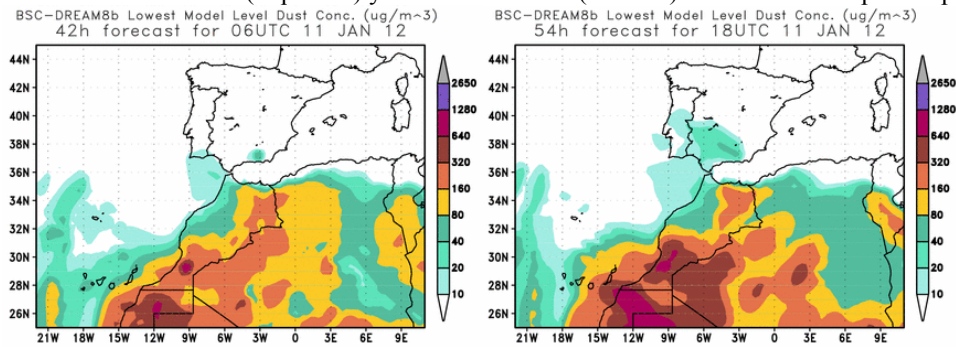 BSC-DREAM8b Lowest Model Level Dust Conc. (ug/m^3)
42h forecast for 06UTC 11 JAN 12
44N
42N
40N
38N
36N
34N
32N
30N
28N
26N
21W 18W 15W 12W 9W 6W 3W 0 3E 6E 9E
2650
1280
640
320
160
80
40
20
10
BSC-DREAM8b Lowest Model Level Dust Conc. (ug/m^3)
54h forecast for 18UTC 11 JAN 12
44N
42N
40N
38N
36N
34N
32N
30N
28N
26N
21W 18W 15W 12W 9W 6W 3W 0 3E 6E 9E
2650
1280
640
320
160
80
40
20
10